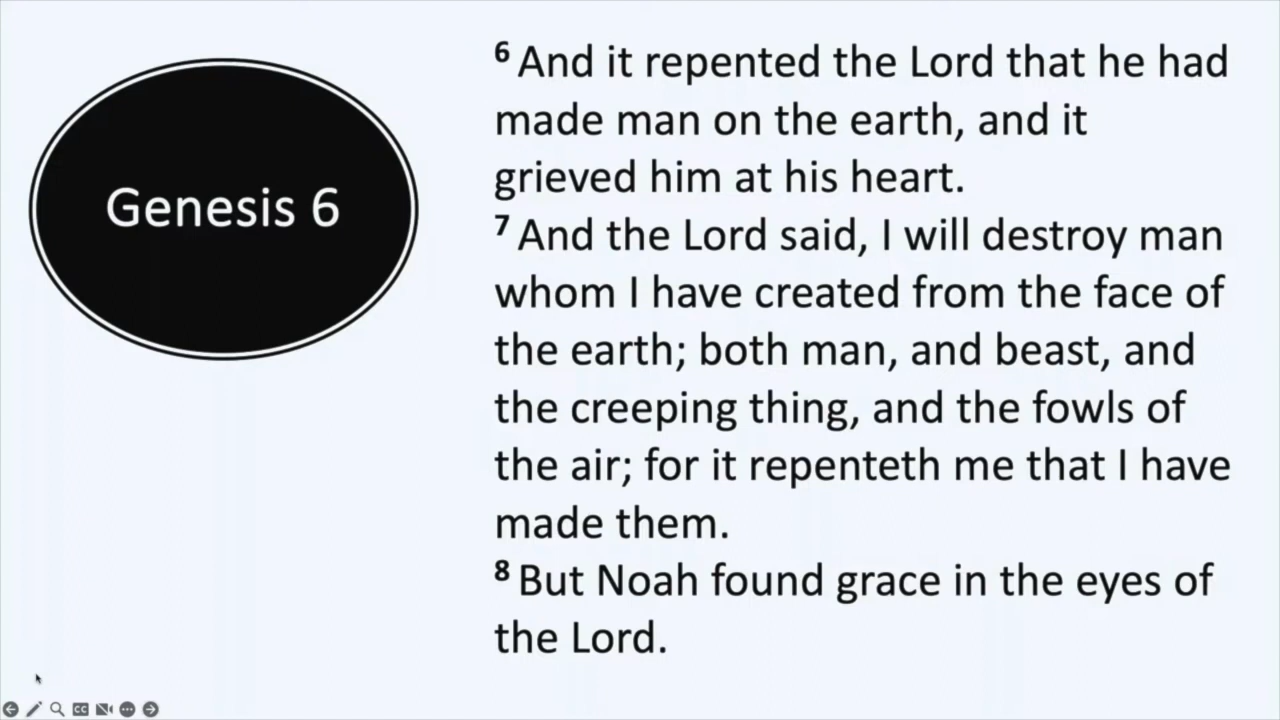 Genesis 6
6 And it repented the Lord that he had
made man on the earth, and it
grieved him at his heart.
7 And the Lord said, I will destroy man
whom I have created from the face of
the earth; both man, and beast, and
the creeping thing, and the fowls of
the air; for it repenteth me that I have
made them.
8 But Noah found grace in the eyes of
the Lord.
CC